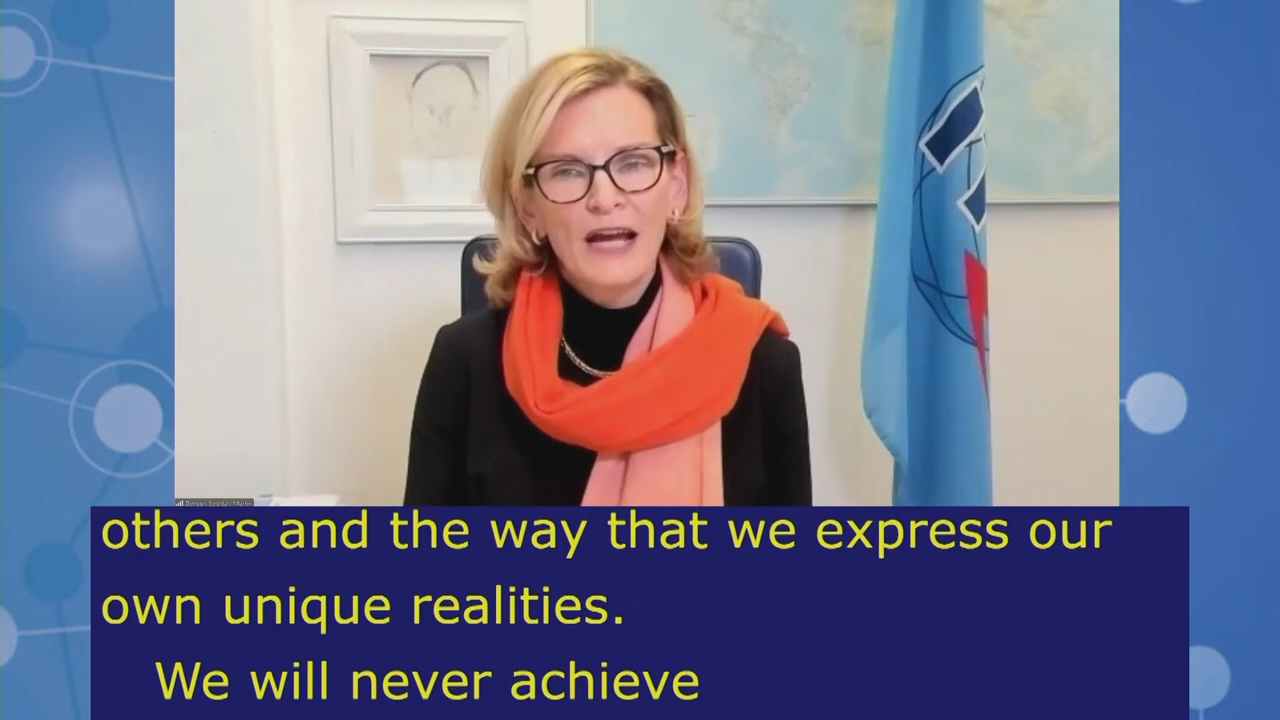 others and the way that we express our
own unique realities.
We will never achieve